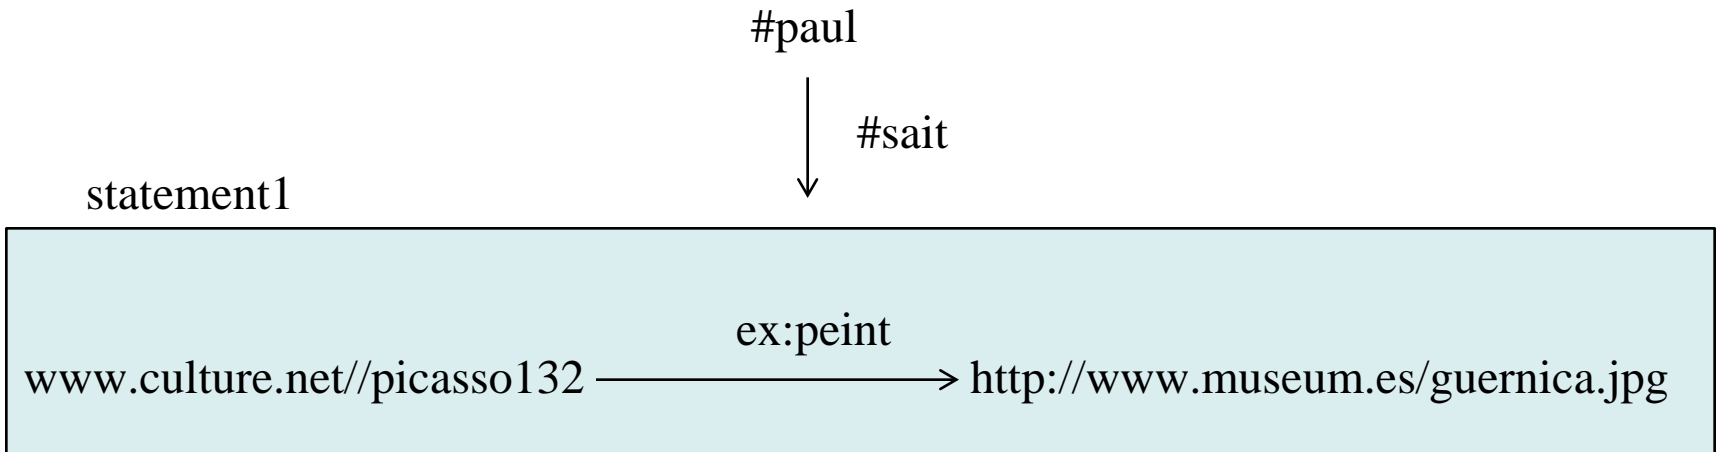 #paul
#sait
statement1
ex:peint
www.culture.net//picasso132 http://www.museum.es/guernica.jpg